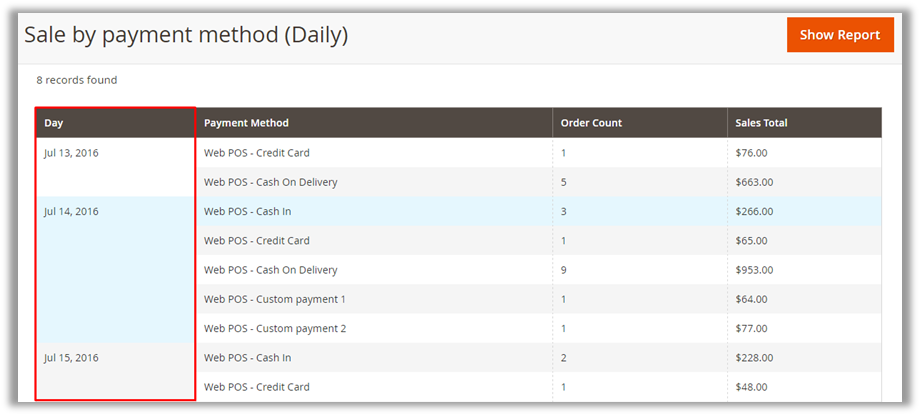 Sale by payment method (Daily)
Show Report
8 records found
Day Payment Method Order Count Sales Total
Jul 13, 2016 Web POS - Credit Card 1 $76.00
Web POS - Cash On Delivery 5 $663.00
Jul 14, 2016 Web POS - Cash In 3 $266.00
Web POS - Credit Card 1 $65.00
Web POS - Cash On Delivery 9 $953.00
Web POS - Custom payment 1 1 $64.00
Web POS - Custom payment 2 1 $77.00
Jul 15, 2016 Web POS - Cash In 2 $228.00
Web POS - Credit Card 1 $48.00